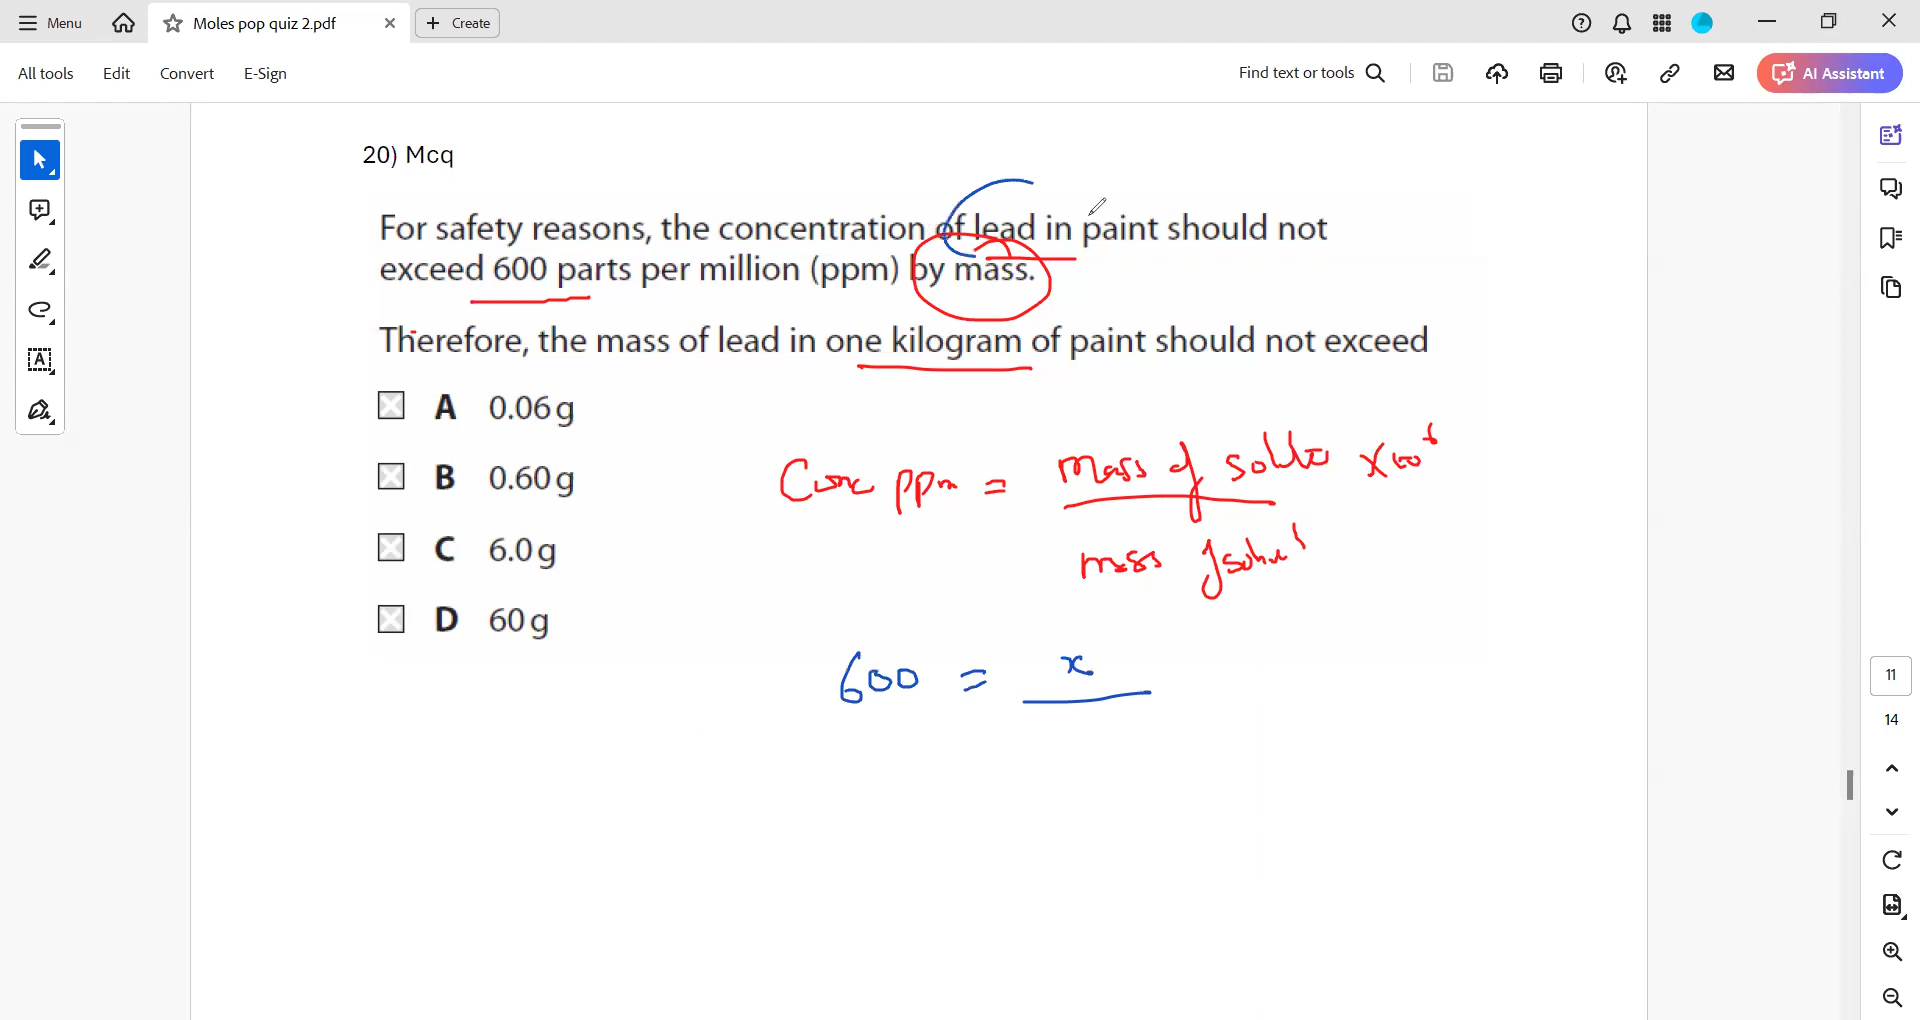 Menu
Moles pop quiz 2.pdf
Create
All tools
Edit
Convert
E-Sign
Find text or tools
AI Assistant
20) Mcq
For safety reasons, the concentration of lead in paint should not
exceed 600 parts per million (ppm) by mass.
Therefore, the mass of lead in one kilogram of paint should not exceed
A 0.06 g
B 0.60 g
C 6.0 g
D 60 g
Conc ppm = mass of solute x10⁶
mass of
600 = x
11
14